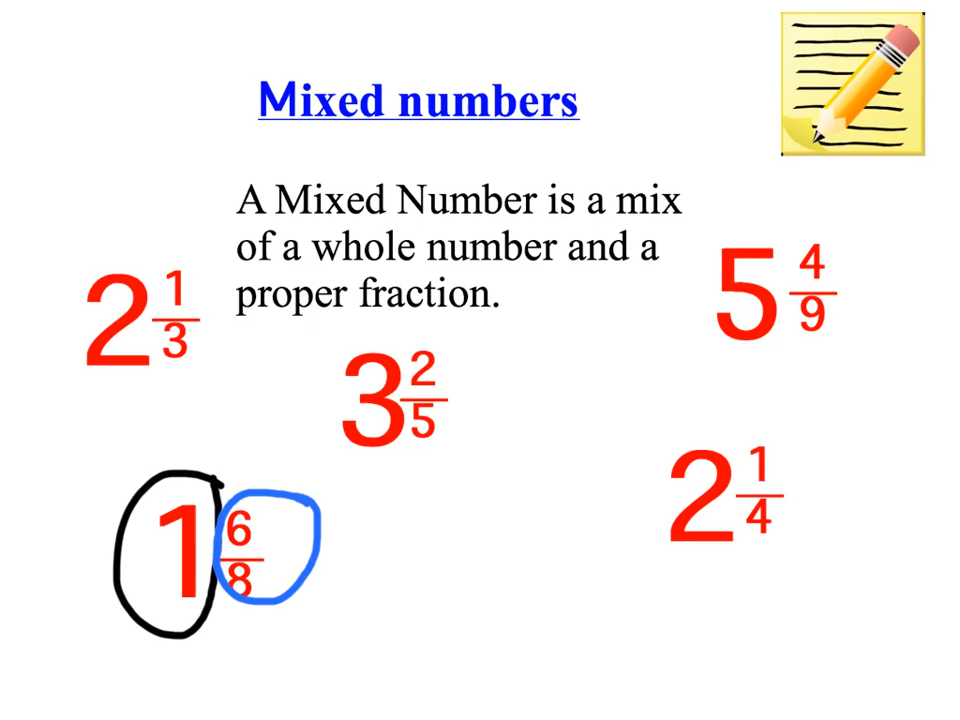 Mixed numbers
A Mixed Number is a mix
of a whole number and a
proper fraction.
2 1/3
5 4/9
3 2/5
1 6/8
2 1/4